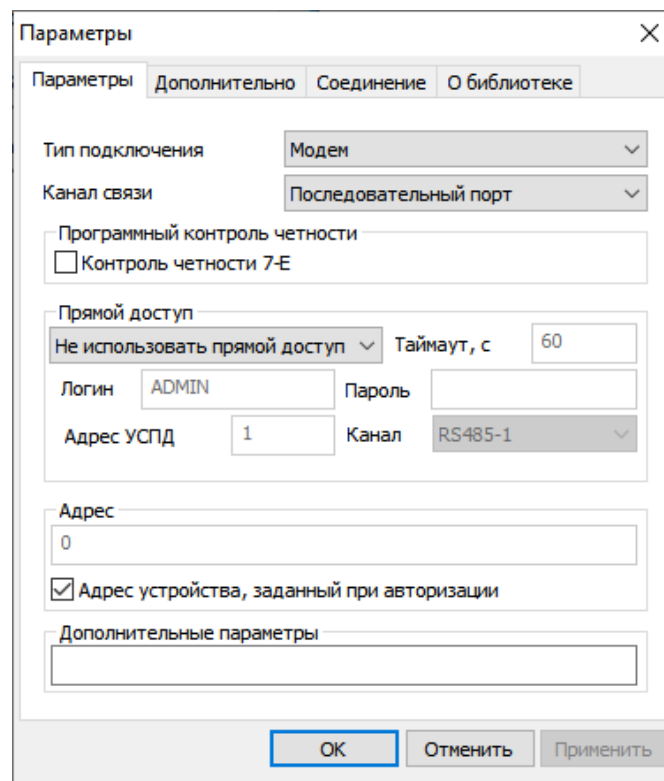 Параметры
Параметры Дополнительно Соединение О библиотеке
Тип подключения Модем
Канал связи Последовательный порт
Программный контроль четности
Контроль четности 7-Е
Прямой доступ
Не использовать прямой доступ Таймаут, с 60
Логин ADMIN Пароль
Адрес УСПД 1 Канал RS485-1
Адрес
0
Адрес устройства, заданный при авторизации
Дополнительные параметры
ОК Отменить Применить